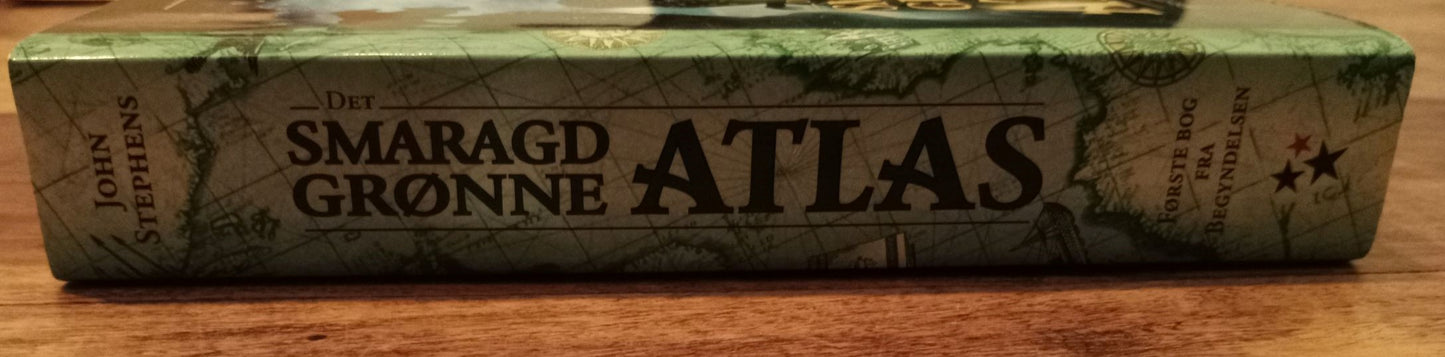 JOHN
STEPHENS
DET
SMARAGD
GRØNNE
ATLAS
FØRSTE BOG
FRA
BEGYNDELSEN